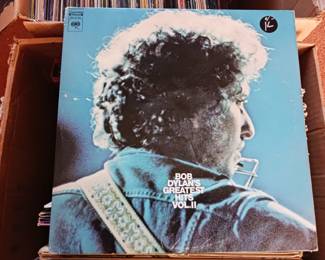 BOB
DYLAN'S
GREATEST
HITS
VOL.II